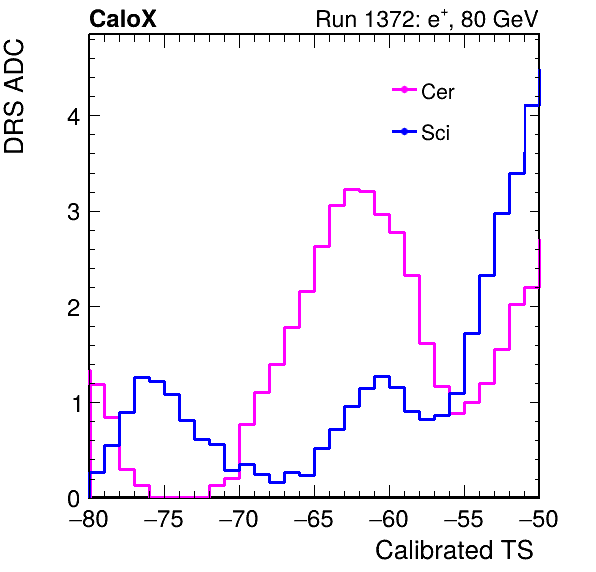 CaloX
Run 1372: e+, 80 GeV
DRS ADC
Cer
Sci
4
3
2
1
0
−80 −75 −70 −65 −60 −55 −50
Calibrated TS